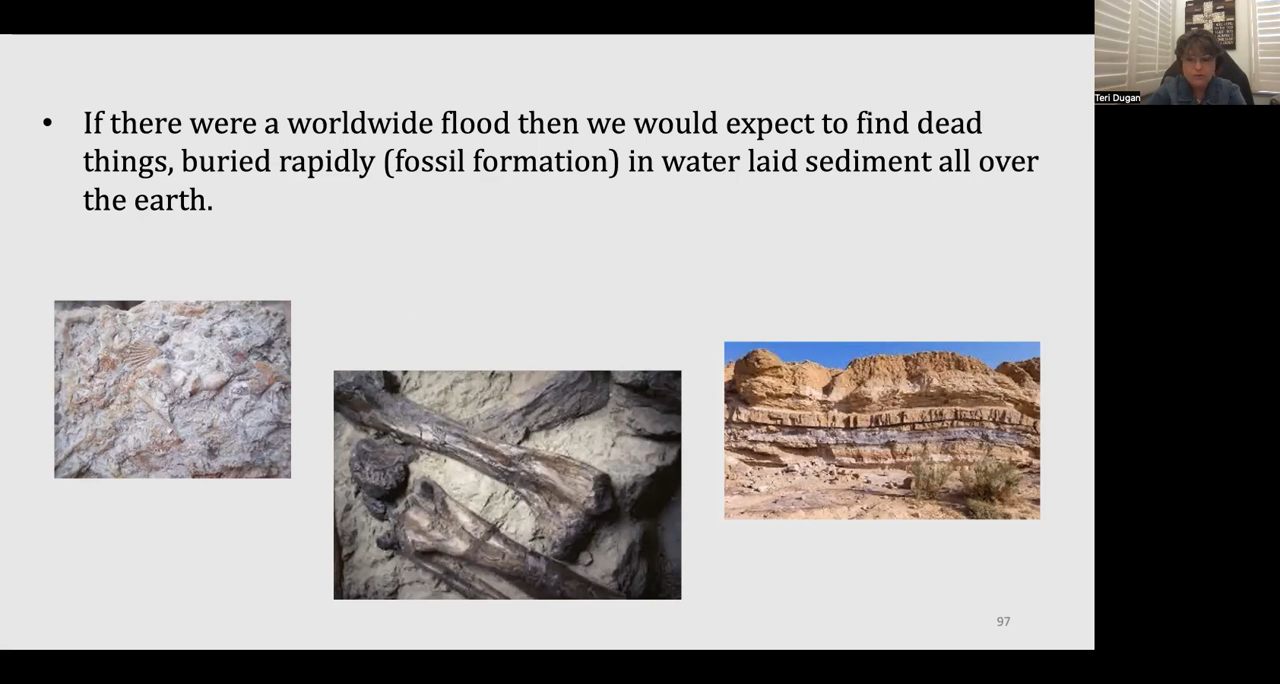 • If there were a worldwide flood then we would expect to find dead
things, buried rapidly (fossil formation) in water laid sediment all over
the earth.
97
Teri Dugan